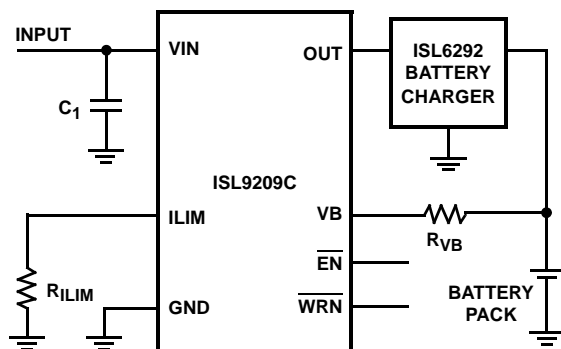 INPUT
VIN
OUT
ISL6292
BATTERY
CHARGER
C1
ISL9209C
ILIM
VB
RVB
EN
RILIM
GND
WRN
BATTERY
PACK